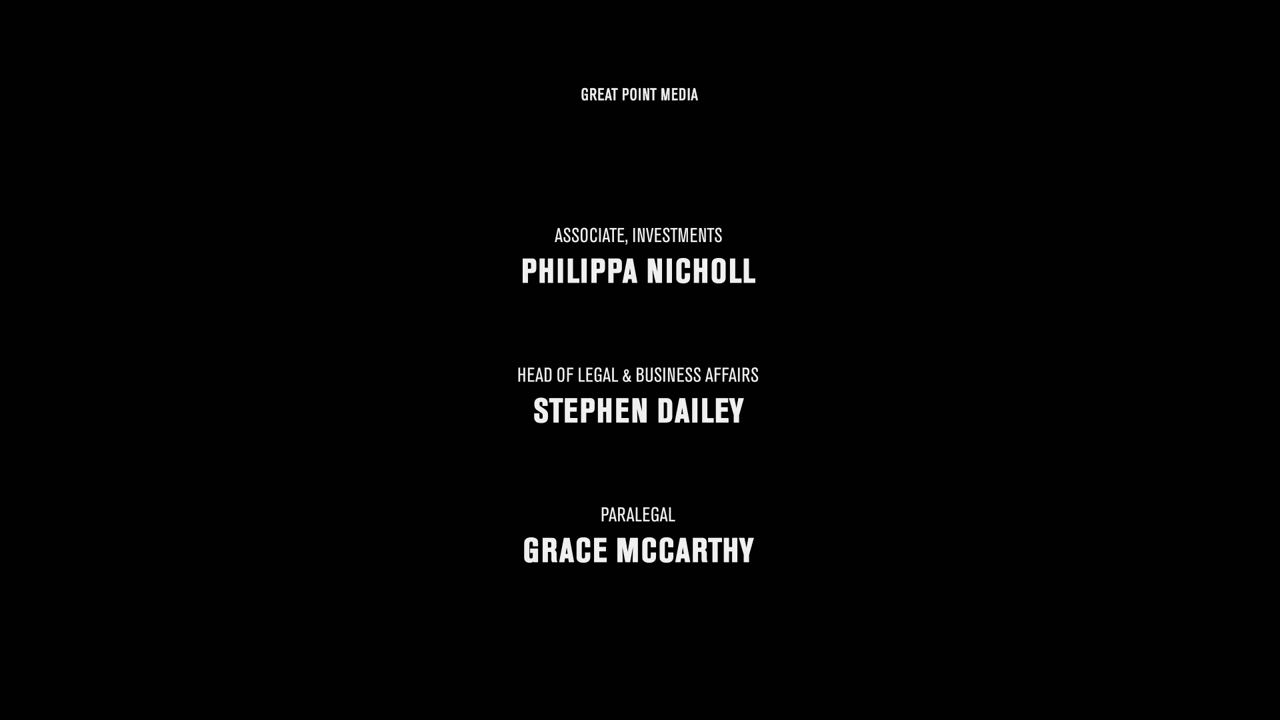 GREAT POINT MEDIA
ASSOCIATE, INVESTMENTS
PHILIPPA NICHOLL
HEAD OF LEGAL & BUSINESS AFFAIRS
STEPHEN DAILEY
PARALEGAL
GRACE MCCARTHY